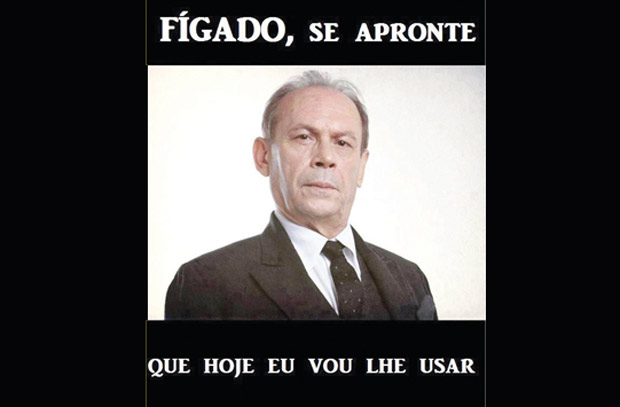 FÍGADO, SE APRONTE
QUE HOJE EU VOU LHE USAR